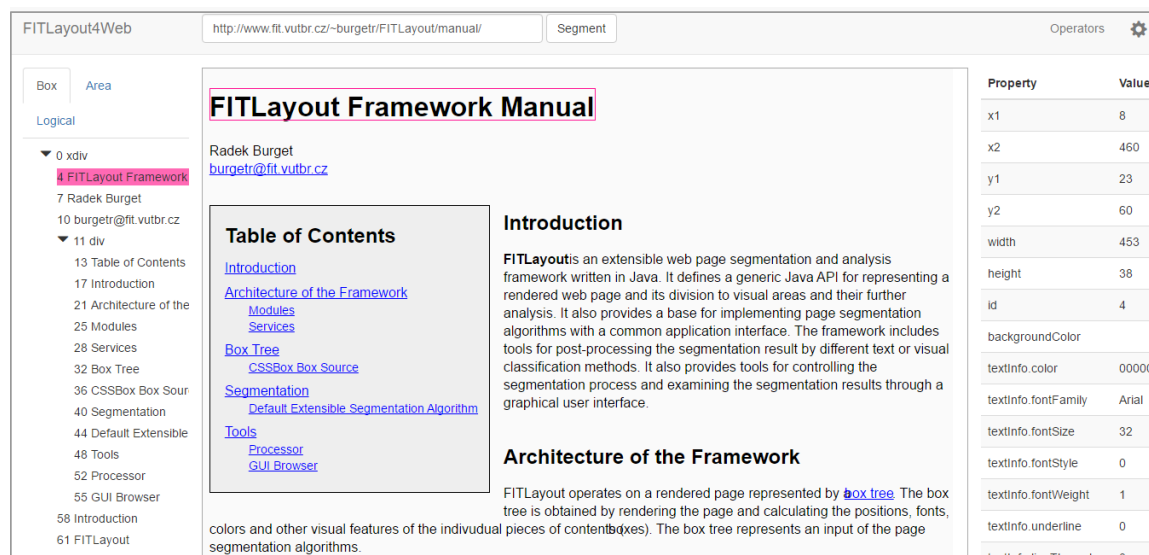 FITLayout4Web
http://www.fit.vutbr.cz/~burgetr/FITLayout/manual/
Segment
Operators
Box
Area
Logical
0 xdiv
4 FITLayout Framework
7 Radek Burget
10 burgetr@fit.vutbr.cz
11 div
13 Table of Contents
17 Introduction
21 Architecture of the
25 Modules
28 Services
32 Box Tree
36 CSSBox Box Sour
40 Segmentation
44 Default Extensible
48 Tools
52 Processor
55 GUI Browser
58 Introduction
61 FITLayout
FITLayout Framework Manual
Radek Burget
burgetr@fit.vutbr.cz
Table of Contents
Introduction
Architecture of the Framework
Modules
Services
Box Tree
CSSBox Box Source
Segmentation
Default Extensible Segmentation Algorithm
Tools
Processor
GUI Browser
Introduction
FITLayoutis an extensible web page segmentation and analysis
framework written in Java. It defines a generic Java API for representing a
rendered web page and its division to visual areas and their further
analysis. It also provides a base for implementing page segmentation
algorithms with a common application interface. The framework includes
tools for post-processing the segmentation result by different text or visual
classification methods. It also provides tools for controlling the
segmentation process and examining the segmentation results through a
graphical user interface.
Architecture of the Framework
FITLayout operates on a rendered page represented by a box tree. The box
tree is obtained by rendering the page and calculating the positions, fonts,
colors and other visual features of the indivudual pieces of contents (boxes). The box tree represents an input of the page
segmentation algorithms.
Property Value
x1 8
x2 460
y1 23
y2 60
width 453
height 38
id 4
backgroundColor
textInfo.color 00000
textInfo.fontFamily Arial
textInfo.fontSize 32
textInfo.fontStyle 0
textInfo.fontWeight 1
textInfo.underline 0